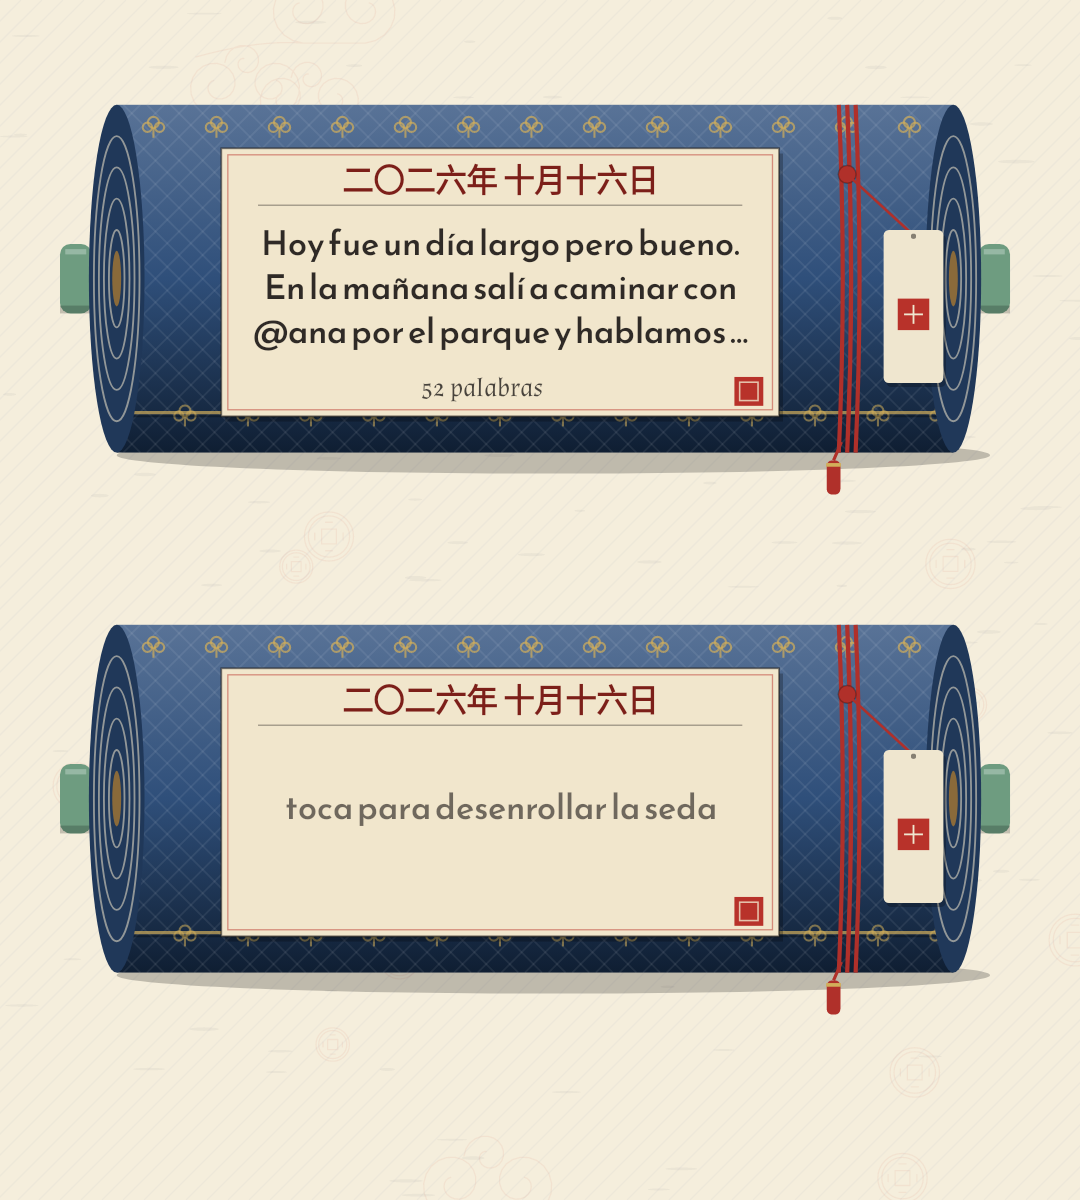 二〇二六年 十月十六日
Hoy fue un día largo pero bueno.
En la mañana salí a caminar con
@ana por el parque y hablamos …
52 palabras
二〇二六年 十月十六日
toca para desenrollar la seda